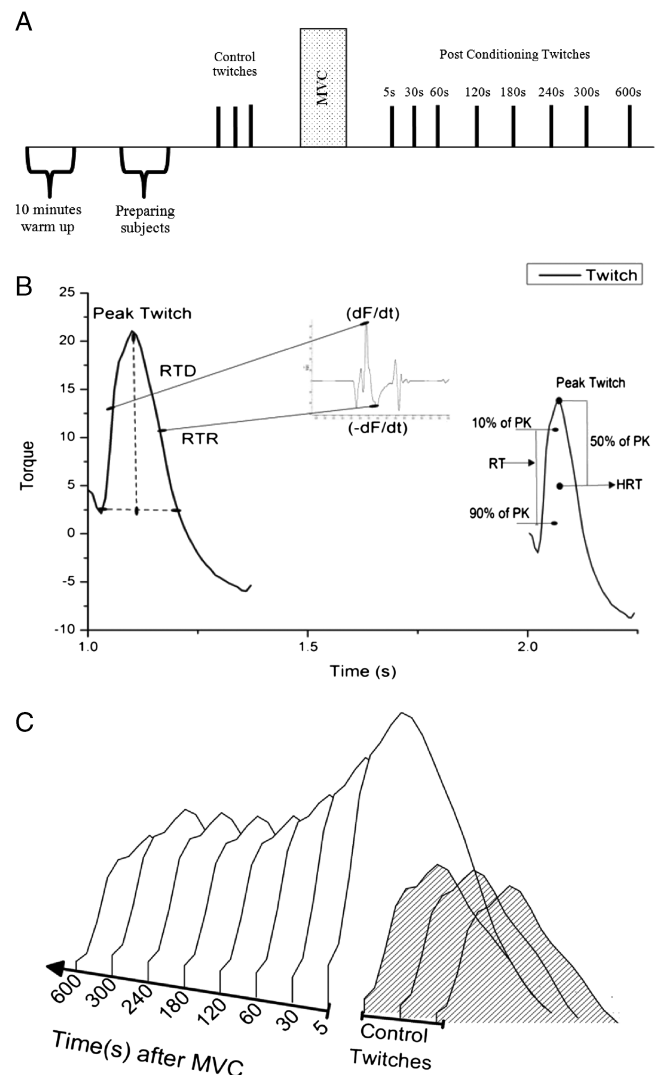 A
Control
twitches
MVC
Post Conditioning Twitches
5s 30s 60s 120s 180s 240s 300s 600s
10 minutes
warm up
Preparing
subjects
B
Twitch
25
20
15
10
5
0
-5
-10
Torque
Peak Twitch
RTD
RTR
(dF/dt)
(-dF/dt)
Peak Twitch
10% of PK
50% of PK
RT
HRT
90% of PK
1.0 1.5 2.0
Time (s)
C
600 300 240 180 120 60 30 5
Time(s) after MVC
Control
Twitches